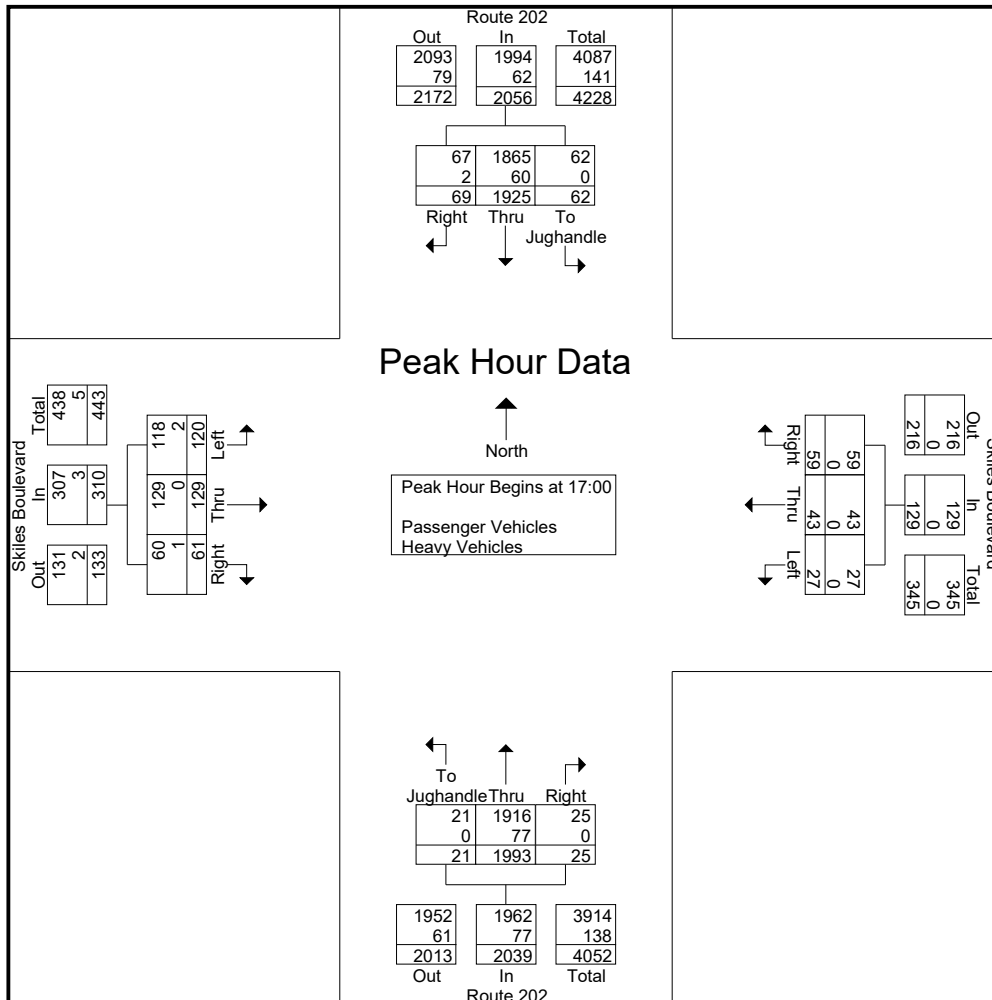 Route 202
Out In Total
2093 1994 4087
79 62 141
2172 2056 4228
67 1865 62
2 60 0
69 1925 62
Right Thru To
Jughandle
Peak Hour Data
North
Peak Hour Begins at 17:00
Passenger Vehicles
Heavy Vehicles
Skiles Boulevard
Out In Total
131 307 438
2 3 5
133 310 443
Right Thru Left
60 129 118
1 0 2
61 129 120
Skiles Boulevard
Out In Total
216 129 345
0 0 0
216 129 345
Right Thru Left
59 43 27
0 0 0
59 43 27
To
Jughandle Thru Right
21 1916 25
0 77 0
21 1993 25
1952 1962 3914
61 77 138
2013 2039 4052
Out In Total
Route 202